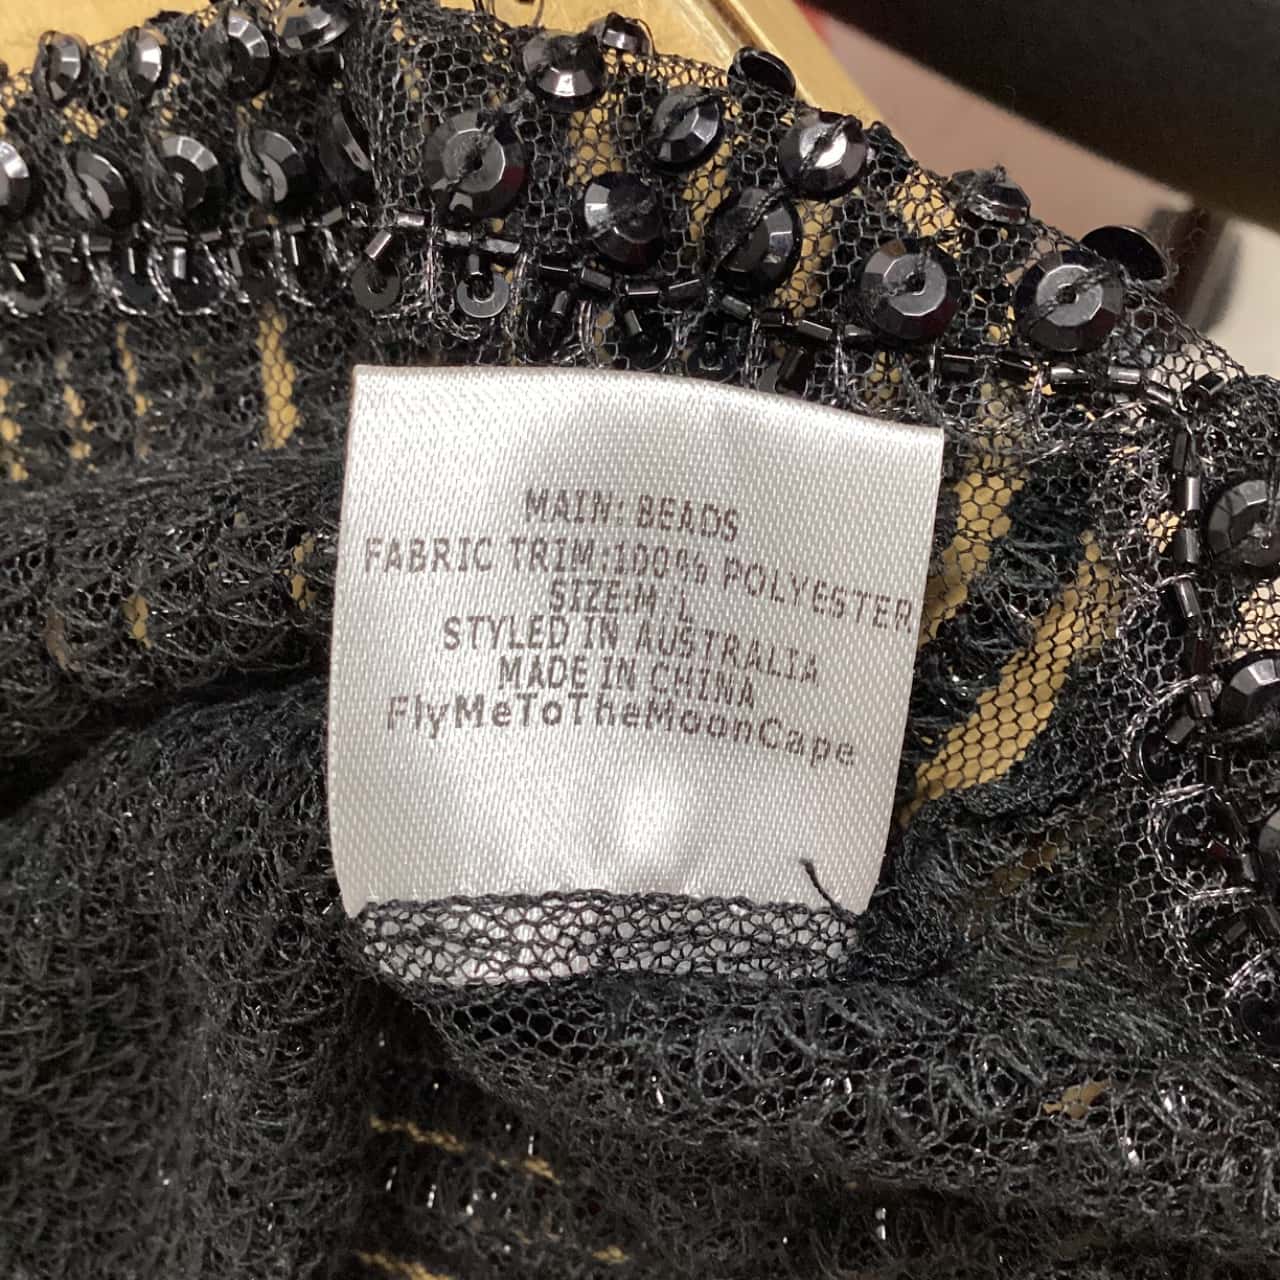 MAIN: BEADS
FABRIC TRIM:100% POLYESTER
SIZE:M/L
STYLED IN AUSTRALIA
MADE IN CHINA
FlyMeToTheMoonCape